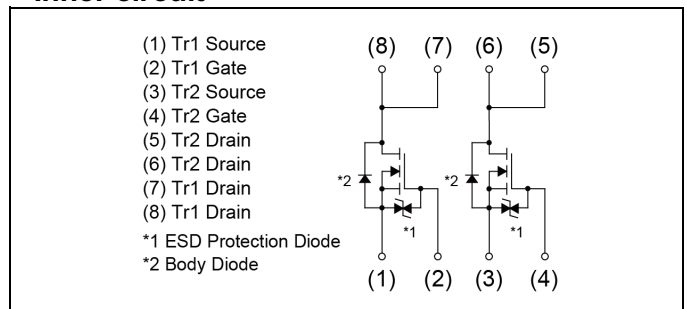 (1) Tr1 Source
(2) Tr1 Gate
(3) Tr2 Source
(4) Tr2 Gate
(5) Tr2 Drain
(6) Tr2 Drain
(7) Tr1 Drain
(8) Tr1 Drain
*1 ESD Protection Diode
*2 Body Diode
(8) (7) (6) (5)
*2 *2
*1 *1
(1) (2) (3) (4)